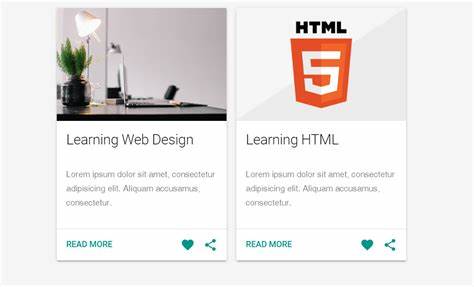 HTML
5
Learning Web Design
Lorem ipsum dolor sit amet, consectetur
adipisicing elit. Aliquam accusamus,
consectetur.
READ MORE
Learning HTML
Lorem ipsum dolor sit amet, consectetur
adipisicing elit. Aliquam accusamus,
consectetur.
READ MORE